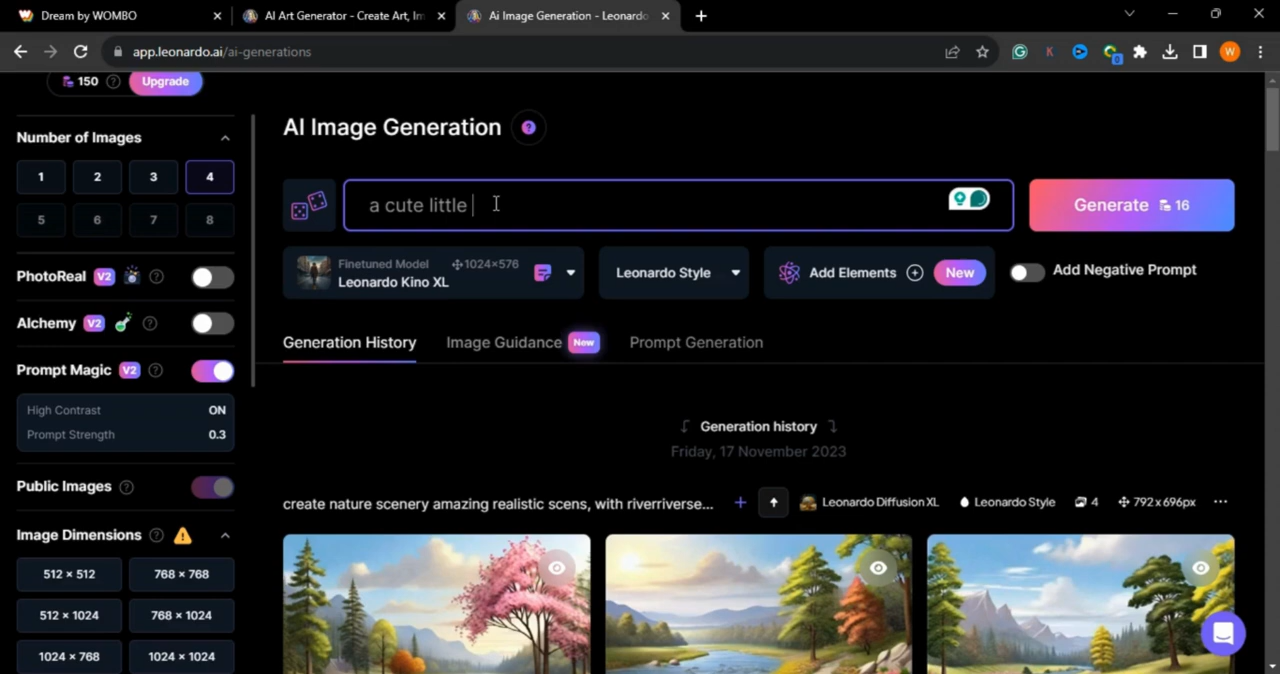 Dream by WOMBO
AI Art Generator - Create Art, Im
Ai Image Generation - Leonardo
app.leonardo.ai/ai-generations
W
150 Upgrade
Number of Images
1 2 3 4
5 6 7 8
PhotoReal V2
Alchemy V2
Prompt Magic V2
High Contrast ON
Prompt Strength 0.3
Public Images
Image Dimensions
512 × 512 768 × 768
512 × 1024 768 × 1024
1024 × 768 1024 × 1024
AI Image Generation
a cute little
Generate 16
Finetuned Model 1024×576
Leonardo Kino XL
Leonardo Style
Add Elements New
Add Negative Prompt
Generation History Image Guidance New Prompt Generation
Generation history
Friday, 17 November 2023
create nature scenery amazing realistic scens, with riverriverse... Leonardo Diffusion XL Leonardo Style 4 792x696px